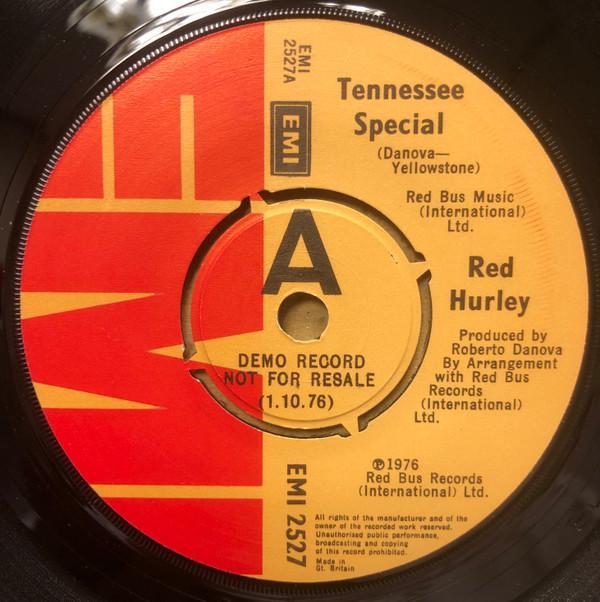 EMI
2527A
EMI
Tennessee
Special
(Danova—
Yellowstone)
Red Bus Music
(International)
Ltd.
A
Red
Hurley
DEMO RECORD
NOT FOR RESALE
(1.10.76)
Produced by
Roberto Danova
By Arrangement
with Red Bus
Records
(International)
Ltd.
EMI 2527
℗1976
Red Bus Records
(International) Ltd.
All rights of the manufacturer and of the
owner of the recorded work reserved.
Unauthorised public performance,
broadcasting and copying
of this record prohibited.
Made in
Gt. Britain
EMI